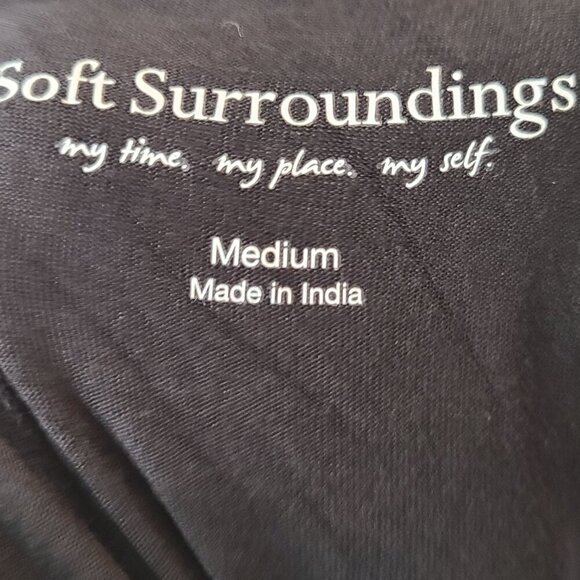 Soft Surroundings
my time. my place. my self.
Medium
Made in India